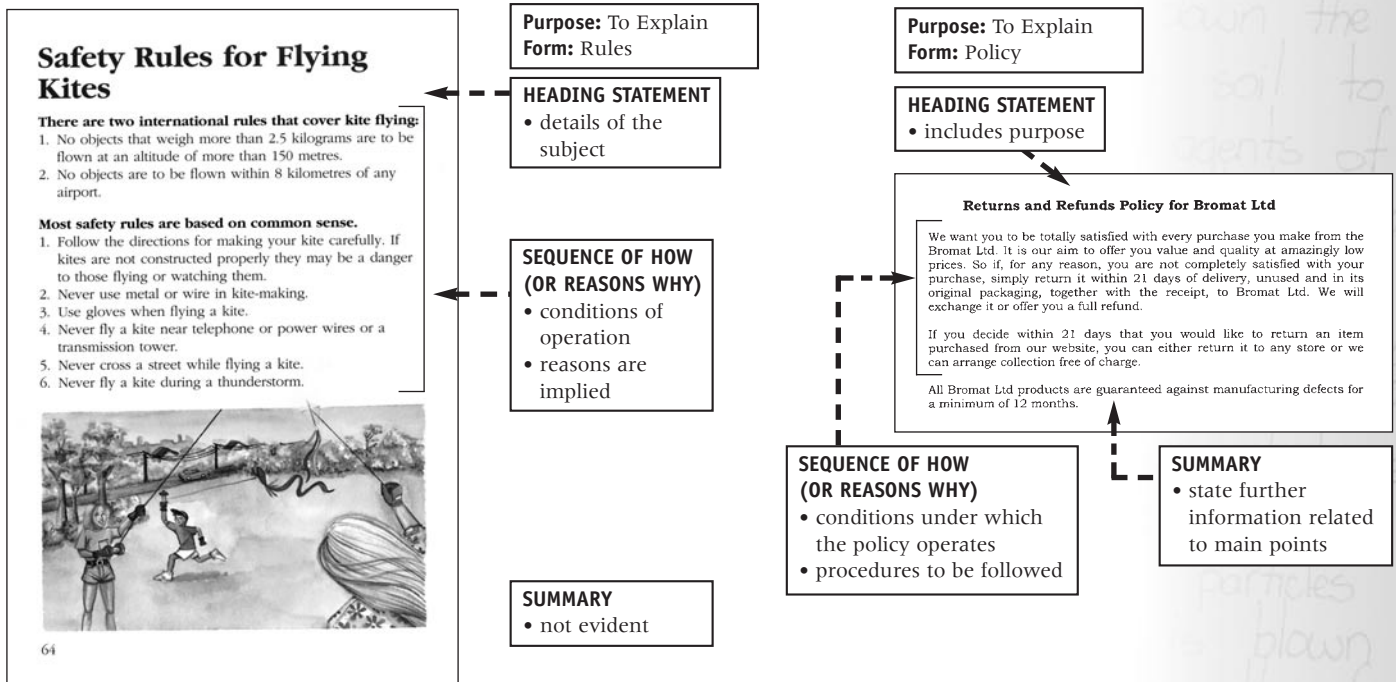 Safety Rules for Flying
Kites
There are two international rules that cover kite flying:
1. No objects that weigh more than 2.5 kilograms are to be
flown at an altitude of more than 150 metres.
2. No objects are to be flown within 8 kilometres of any
airport.
Most safety rules are based on common sense.
1. Follow the directions for making your kite carefully. If
kites are not constructed properly they may be a danger
to those flying or watching them.
2. Never use metal or wire in kite-making.
3. Use gloves when flying a kite.
4. Never fly a kite near telephone or power wires or a
transmission tower.
5. Never cross a street while flying a kite.
6. Never fly a kite during a thunderstorm.
64
Purpose: To Explain
Form: Rules
HEADING STATEMENT
• details of the
subject
SEQUENCE OF HOW
(OR REASONS WHY)
• conditions of
operation
• reasons are
implied
SUMMARY
• not evident
Purpose: To Explain
Form: Policy
HEADING STATEMENT
• includes purpose
Returns and Refunds Policy for Bromat Ltd
We want you to be totally satisfied with every purchase you make from the
Bromat Ltd. It is our aim to offer you value and quality at amazingly low
prices. So if, for any reason, you are not completely satisfied with your
purchase, simply return it within 21 days of delivery, unused and in its
original packaging, together with the receipt, to Bromat Ltd. We will
exchange it or offer you a full refund.
If you decide within 21 days that you would like to return an item
purchased from our website, you can either return it to any store or we
can arrange collection free of charge.
All Bromat Ltd products are guaranteed against manufacturing defects for
a minimum of 12 months.
SEQUENCE OF HOW
(OR REASONS WHY)
• conditions under which
the policy operates
• procedures to be followed
SUMMARY
• state further
information related
to main points
down the
soil to
agents of
particles
blown